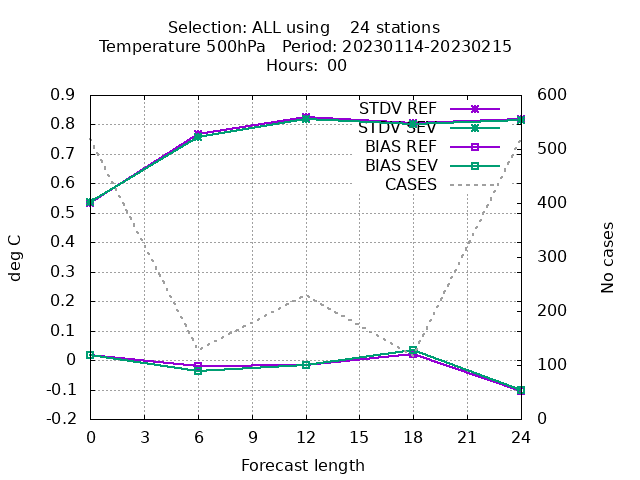 Selection: ALL using    24 stations
Temperature 500hPa   Period: 20230114-20230215
Hours: 00
0.9
0.8
0.7
0.6
0.5
0.4
0.3
0.2
0.1
0
-0.1
-0.2
deg C
STDV REF
STDV SEV
BIAS REF
BIAS SEV
CASES
600
500
400
300
200
100
0
No cases
0 3 6 9 12 15 18 21 24
Forecast length